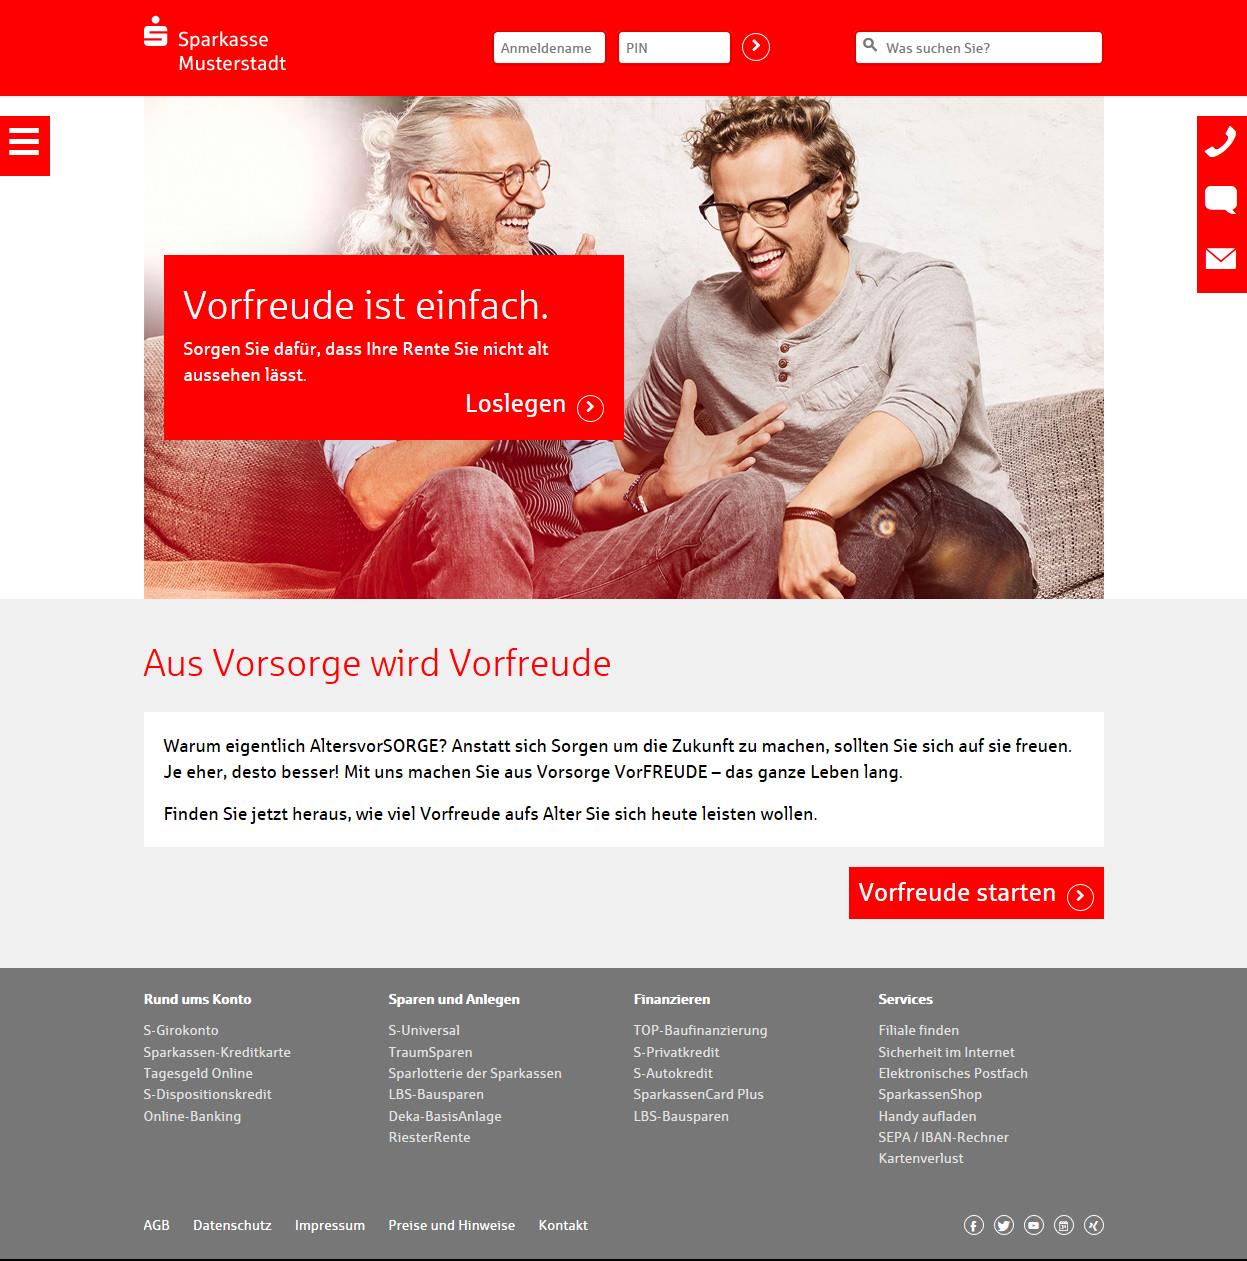 Sparkasse
Musterstadt
Anmeldename
PIN
Was suchen Sie?
Vorfreude ist einfach.
Sorgen Sie dafür, dass Ihre Rente Sie nicht alt
aussehen lässt.
Loslegen
Aus Vorsorge wird Vorfreude
Warum eigentlich AltersvorSORGE? Anstatt sich Sorgen um die Zukunft zu machen, sollten Sie sich auf sie freuen.
Je eher, desto besser! Mit uns machen Sie aus Vorsorge VorFREUDE – das ganze Leben lang.
Finden Sie jetzt heraus, wie viel Vorfreude aufs Alter Sie sich heute leisten wollen.
Vorfreude starten
Rund ums Konto
S-Girokonto
Sparkassen-Kreditkarte
Tagesgeld Online
S-Dispositionskredit
Online-Banking
Sparen und Anlegen
S-Universal
TraumSparen
Sparlotterie der Sparkassen
LBS-Bausparen
Deka-BasisAnlage
RiesterRente
Finanzieren
TOP-Baufinanzierung
S-Privatkredit
S-Autokredit
SparkassenCard Plus
LBS-Bausparen
Services
Filiale finden
Sicherheit im Internet
Elektronisches Postfach
SparkassenShop
Handy aufladen
SEPA / IBAN-Rechner
Kartenverlust
AGB Datenschutz Impressum Preise und Hinweise Kontakt